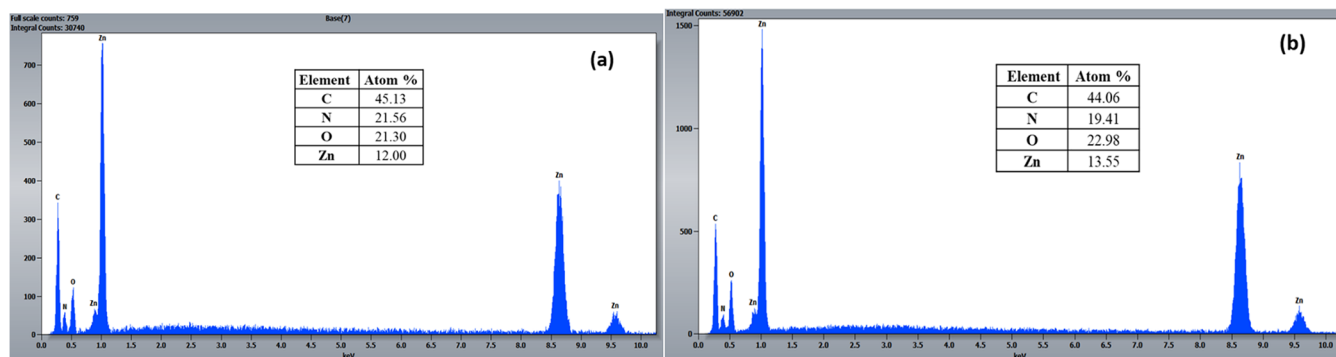 Full scale counts: 759
Base(7)
Integral Counts: 30740
Integral Counts: 56902
(a)
Element Atom %
C 45.13
N 21.56
O 21.30
Zn 12.00
700
600
500
400
300
200
100
0
Zn
C
N
O
Zn
Zn
Zn
0.0 0.5 1.0 1.5 2.0 2.5 3.0 3.5 4.0 4.5 5.0 5.5 6.0 6.5 7.0 7.5 8.0 8.5 9.0 9.5 10.0
keV
(b)
Element Atom %
C 44.06
N 19.41
O 22.98
Zn 13.55
1500
1000
500
0
Zn
C
N
O
Zn
Zn
Zn
0.0 0.5 1.0 1.5 2.0 2.5 3.0 3.5 4.0 4.5 5.0 5.5 6.0 6.5 7.0 7.5 8.0 8.5 9.0 9.5 10.0
keV